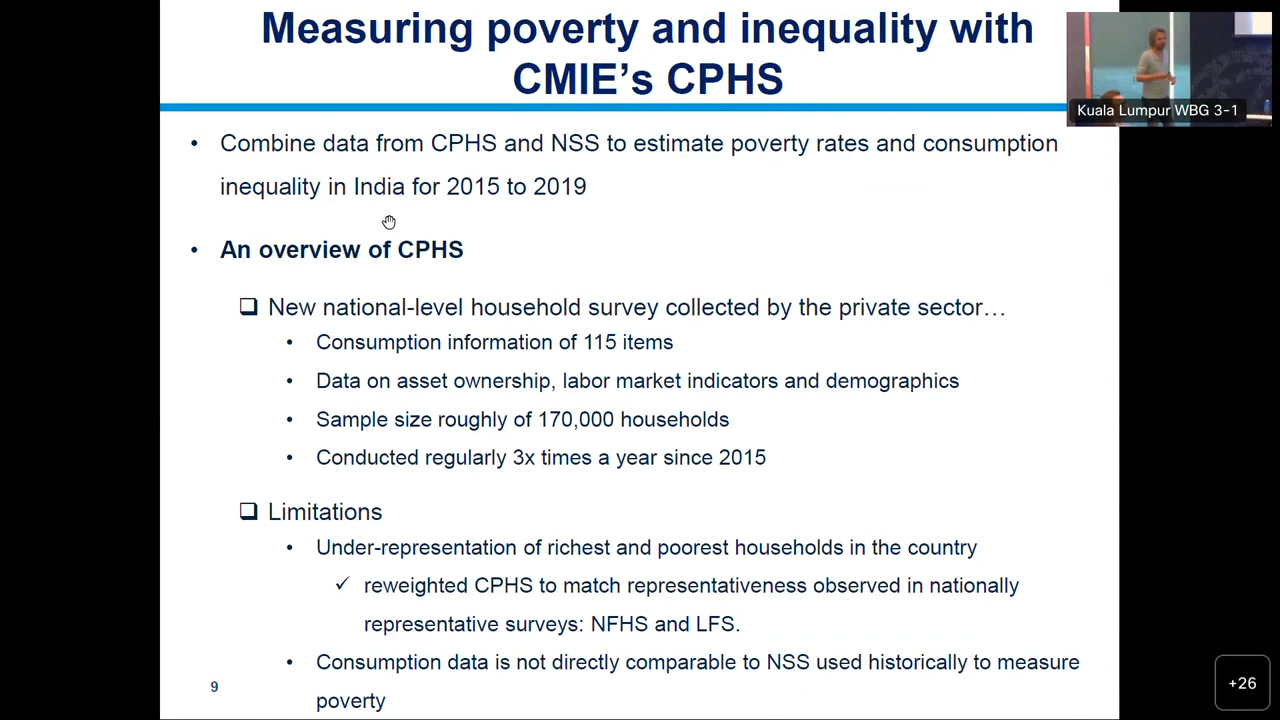 Measuring poverty and inequality with
CMIE's CPHS
Kuala Lumpur WBG 3-1
• Combine data from CPHS and NSS to estimate poverty rates and consumption
inequality in India for 2015 to 2019
• An overview of CPHS
❑ New national-level household survey collected by the private sector…
• Consumption information of 115 items
• Data on asset ownership, labor market indicators and demographics
• Sample size roughly of 170,000 households
• Conducted regularly 3x times a year since 2015
❑ Limitations
• Under-representation of richest and poorest households in the country
✓ reweighted CPHS to match representativeness observed in nationally
representative surveys: NFHS and LFS.
• Consumption data is not directly comparable to NSS used historically to measure
poverty
9
+26